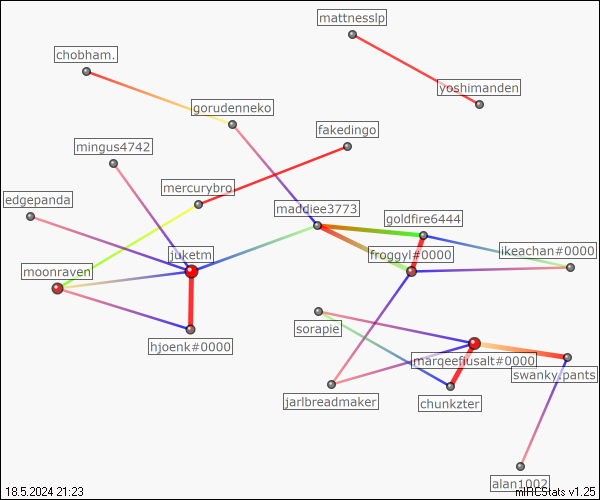 mattnesslp
chobham.
yoshimanden
gorudenneko
fakedingo
mingus4742
mercurybro
edgepanda
maddiee3773
goldfire6444
juketm
froggyl#0000
ikeachan#0000
moonraven
sorapie
hjoenk#0000
marqeefiusalt#0000
swanky.pants
jarlbreadmaker
chunkzter
alan1002
18.5.2024 21:23
mIRCStats v1.25